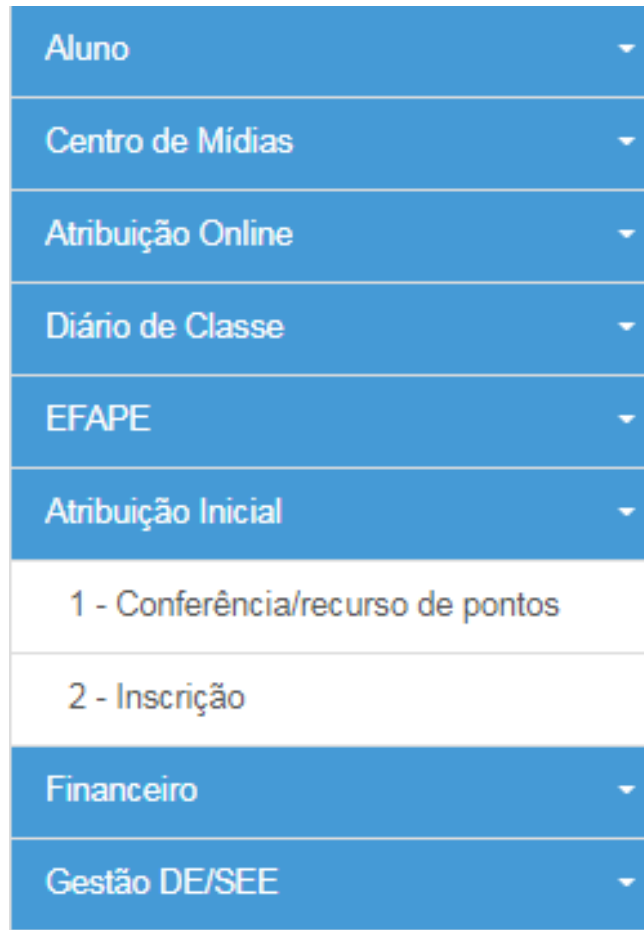 Aluno
Centro de Mídias
Atribuição Online
Diário de Classe
EFAPE
Atribuição Inicial
1 - Conferência/recurso de pontos
2 - Inscrição
Financeiro
Gestão DE/SEE